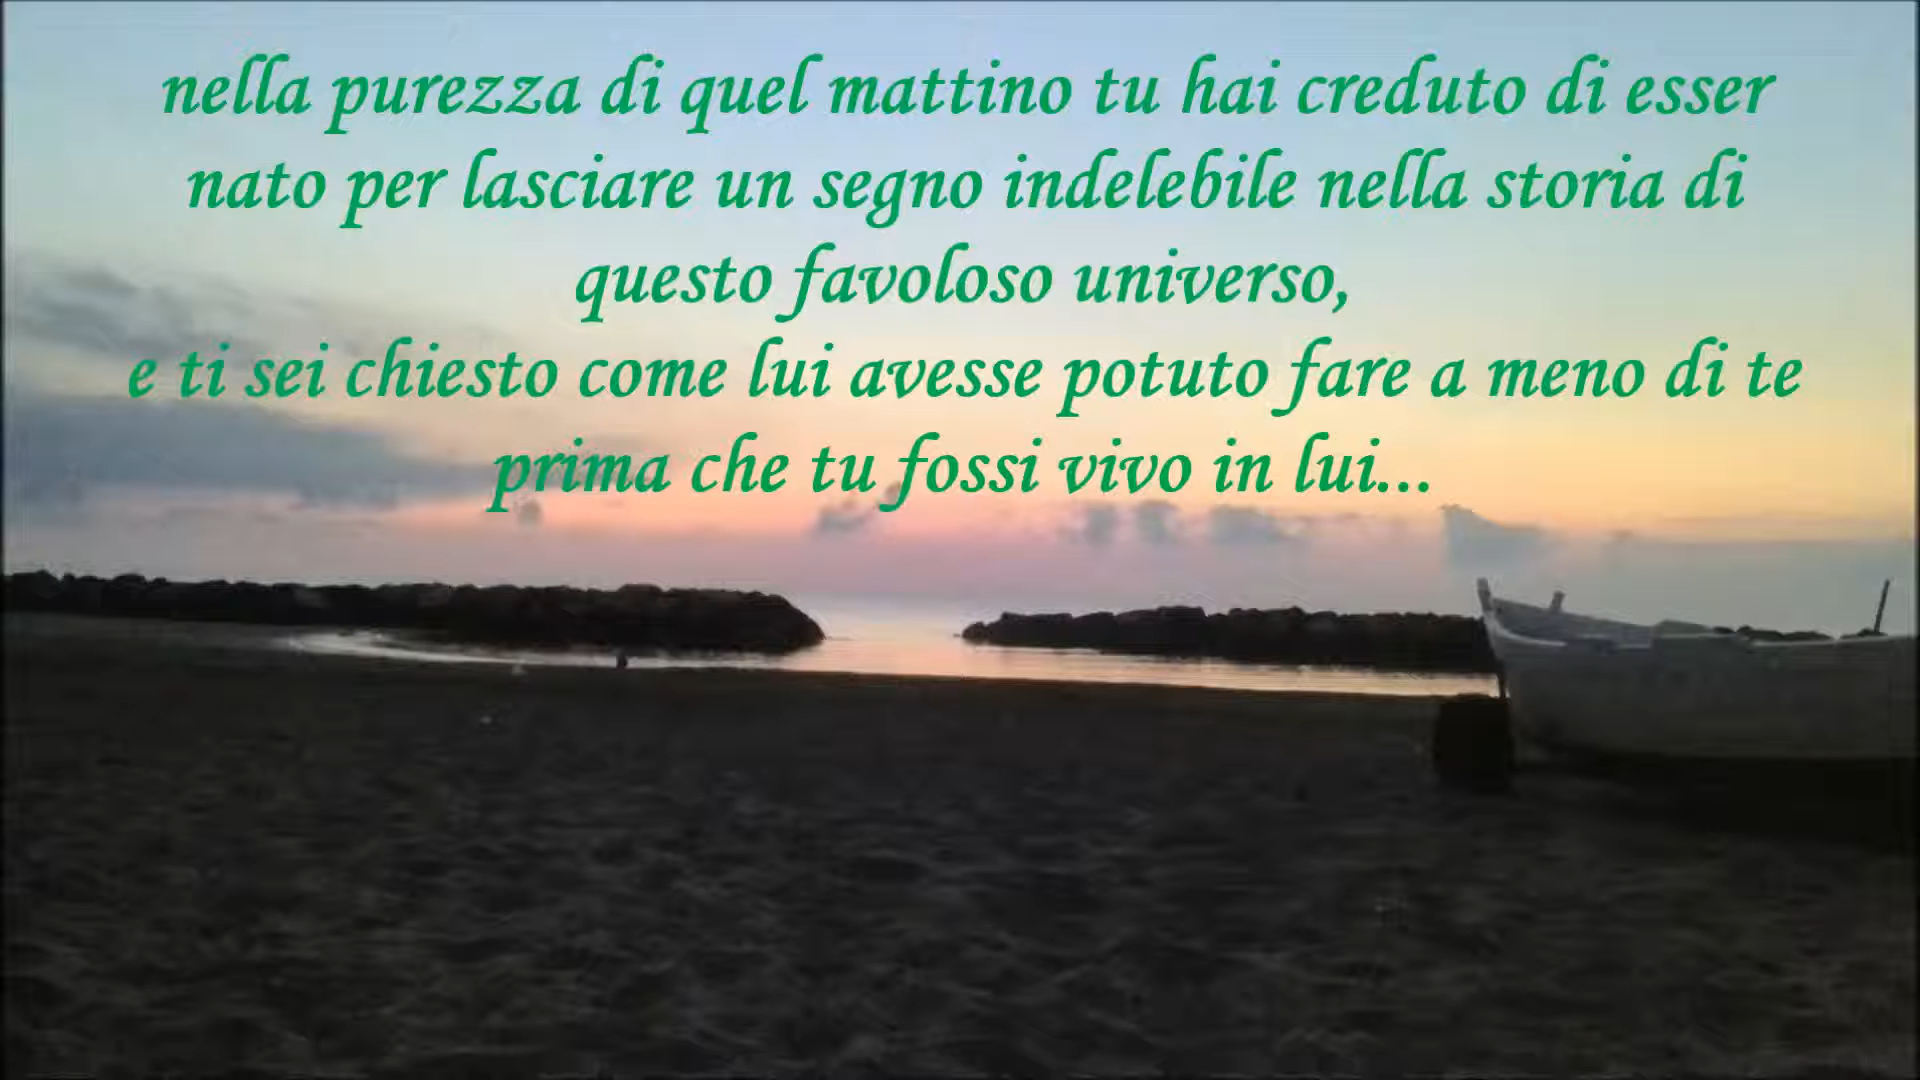 nella purezza di quel mattino tu hai creduto di esser
nato per lasciare un segno indelebile nella storia di
questo favoloso universo,
e ti sei chiesto come lui avesse potuto fare a meno di te
prima che tu fossi vivo in lui...